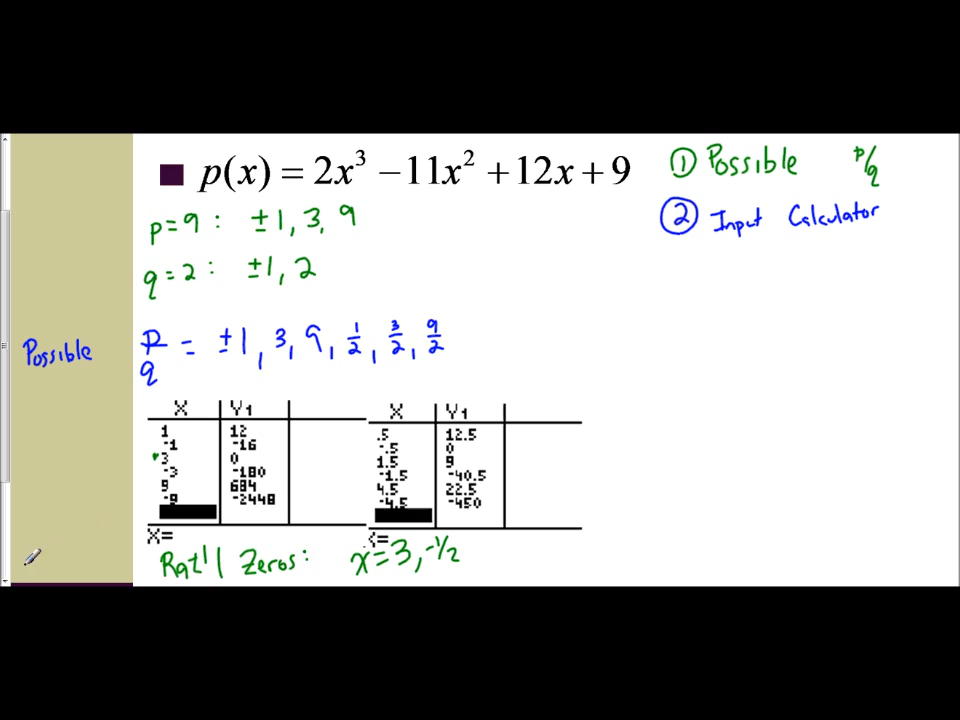 p(x) = 2x³ − 11x² + 12x + 9
① Possible p/q
② Input Calculator
p = 9 : ±1, 3, 9
q = 2 : ±1, 2
Possible
p/q = ±1, 3, 9, 1/2, 3/2, 9/2
X Y₁
1 12
-1 -16
3 0
-3 -180
9 684
-9 -2448
X=
X Y₁
.5 12.5
-.5 0
1.5 9
-1.5 -40.5
4.5 22.5
-4.5 -450
X=
Rat'l Zeros: x = 3, -1/2